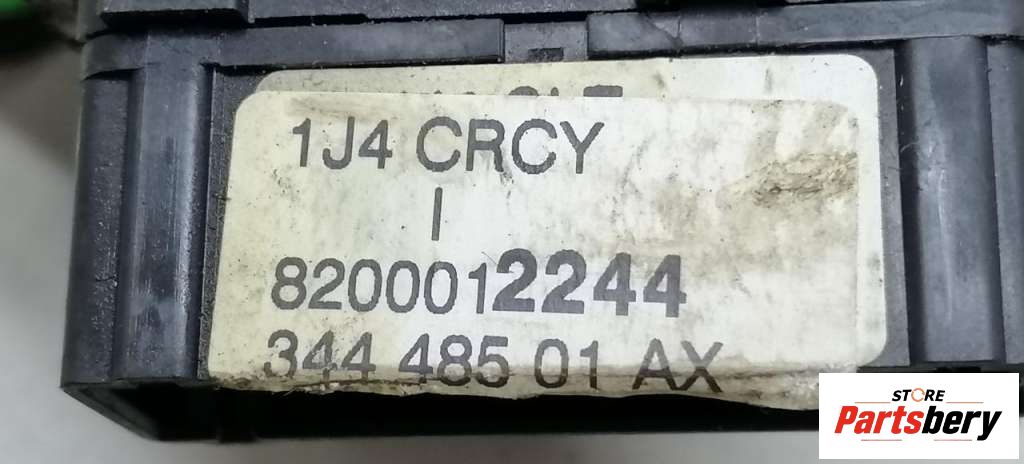 1J4 CRCY
I
8200012244
344 485 01 AX
STORE
Partsbery